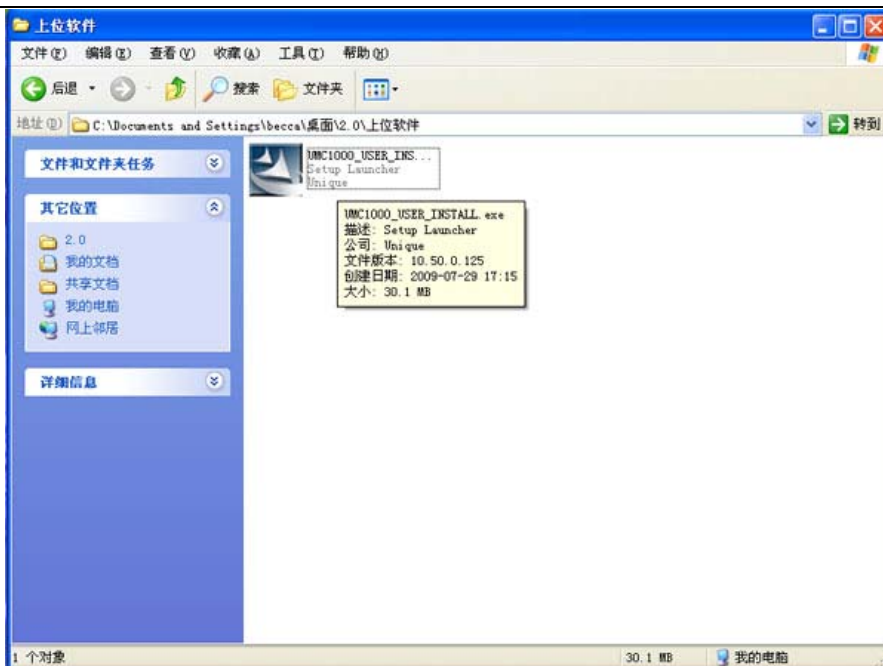 上位软件
文件(F) 编辑(E) 查看(V) 收藏(A) 工具(T) 帮助(H)
后退 搜索 文件夹
地址(D) C:\Documents and Settings\becca\桌面\2.0\上位软件 转到
文件和文件夹任务
其它位置
2.0
我的文档
共享文档
我的电脑
网上邻居
详细信息
UMC1000_USER_INS...
Setup Launcher
Unique
UMC1000_USER_INSTALL.exe
描述: Setup Launcher
公司: Unique
文件版本: 10.50.0.125
创建日期: 2009-07-29 17:15
大小: 30.1 MB
1 个对象 30.1 MB 我的电脑